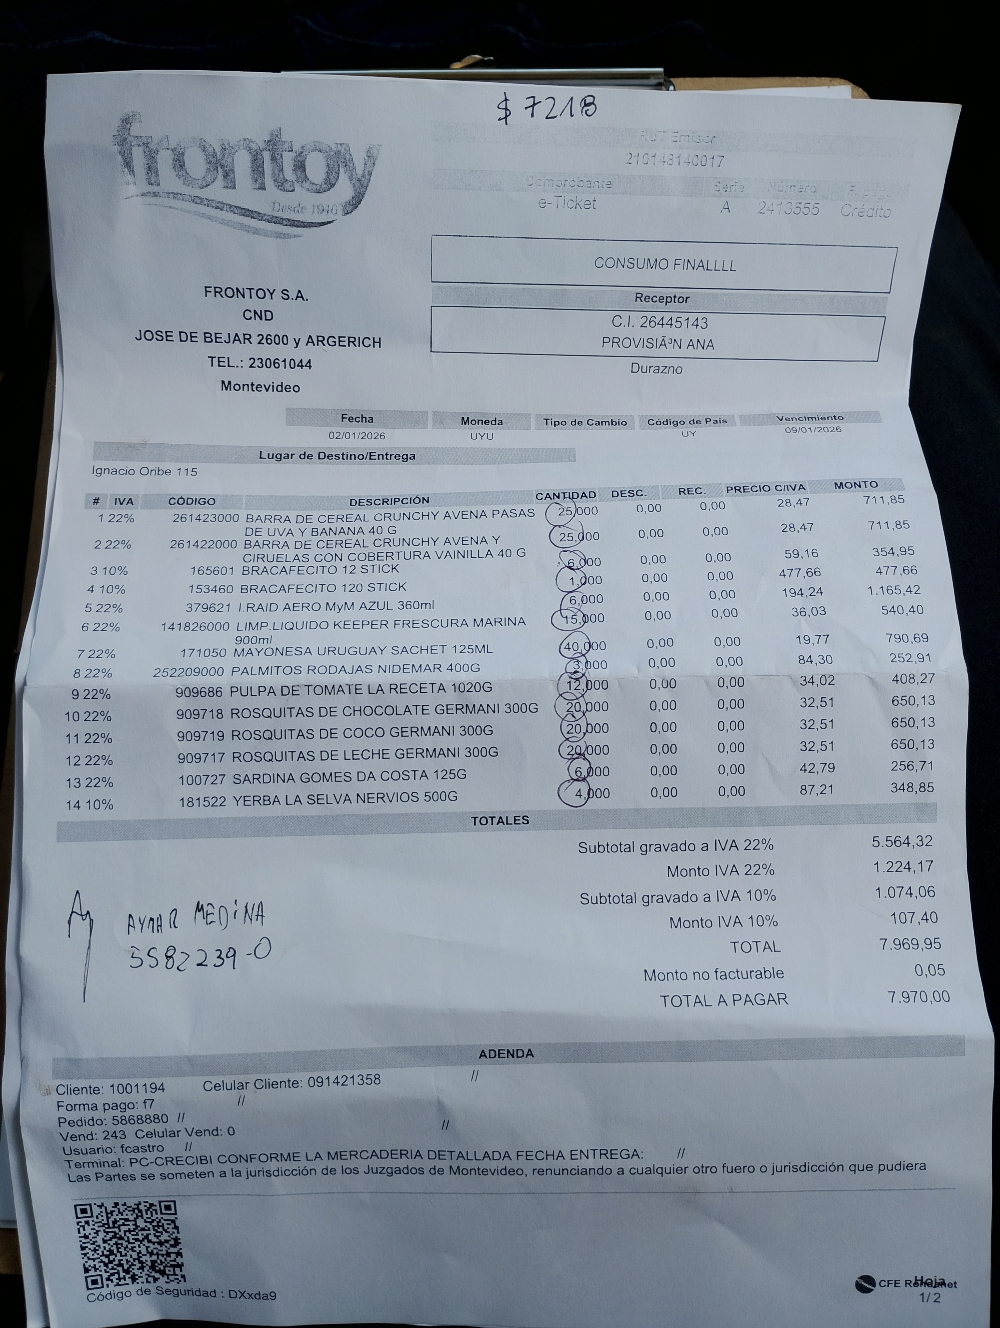 $ 7218
frontoy
Desde 1946
RUT Emisor
210148140017
Comprobante Serie Número
e-Ticket A 2413555 Crédito
CONSUMO FINALLLL
Receptor
C.I. 26445143
PROVISIÃ³N ANA
Durazno
FRONTOY S.A.
CND
JOSE DE BEJAR 2600 y ARGERICH
TEL.: 23061044
Montevideo
Fecha Moneda Tipo de Cambio Código de País Vencimiento
02/01/2026 UYU UY 09/01/2026
Lugar de Destino/Entrega
Ignacio Oribe 115
# IVA CÓDIGO DESCRIPCIÓN CANTIDAD DESC. REC. PRECIO C/IVA MONTO
1 22% 261423000 BARRA DE CEREAL CRUNCHY AVENA PASAS 25,000 0,00 0,00 28,47 711,85
DE UVA Y BANANA 40 G
2 22% 261422000 BARRA DE CEREAL CRUNCHY AVENA Y 25,000 0,00 0,00 28,47 711,85
CIRUELAS CON COBERTURA VAINILLA 40 G
3 10% 165601 BRACAFECITO 12 STICK 6,000 0,00 0,00 59,16 354,95
4 10% 153460 BRACAFECITO 120 STICK 1,000 0,00 0,00 477,66 477,66
5 22% 379621 I.RAID AERO MyM AZUL 360ml 6,000 0,00 0,00 194,24 1.165,42
6 22% 141826000 LIMP.LIQUIDO KEEPER FRESCURA MARINA 15,000 0,00 0,00 36,03 540,40
900ml
7 22% 171050 MAYONESA URUGUAY SACHET 125ML 40,000 0,00 0,00 19,77 790,69
8 22% 252209000 PALMITOS RODAJAS NIDEMAR 400G 3,000 0,00 0,00 84,30 252,91
9 22% 909686 PULPA DE TOMATE LA RECETA 1020G 12,000 0,00 0,00 34,02 408,27
10 22% 909718 ROSQUITAS DE CHOCOLATE GERMANI 300G 20,000 0,00 0,00 32,51 650,13
11 22% 909719 ROSQUITAS DE COCO GERMANI 300G 20,000 0,00 0,00 32,51 650,13
12 22% 909717 ROSQUITAS DE LECHE GERMANI 300G 20,000 0,00 0,00 32,51 650,13
13 22% 100727 SARDINA GOMES DA COSTA 125G 6,000 0,00 0,00 42,79 256,71
14 10% 181522 YERBA LA SELVA NERVIOS 500G 4,000 0,00 0,00 87,21 348,85
TOTALES
Subtotal gravado a IVA 22% 5.564,32
Monto IVA 22% 1.224,17
Subtotal gravado a IVA 10% 1.074,06
Monto IVA 10% 107,40
TOTAL 7.969,95
Monto no facturable 0,05
TOTAL A PAGAR 7.970,00
AYMAR MEDINA
5582239-0
ADENDA
Cliente: 1001194 Celular Cliente: 091421358 //
Forma pago: f7 //
Pedido: 5868880 //
Vend: 243 Celular Vend: 0 //
Usuario: fcastro //
Terminal: PC-CRECIBI CONFORME LA MERCADERIA DETALLADA FECHA ENTREGA: //
Las Partes se someten a la jurisdicción de los Juzgados de Montevideo, renunciando a cualquier otro fuero o jurisdicción que pudiera
Código de Seguridad : DXxda9
CFE Rondanet
Hoja
1/2